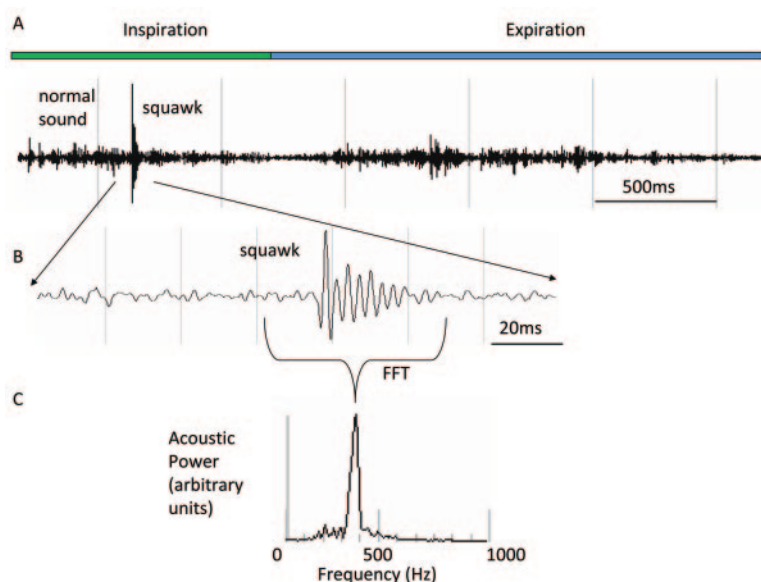 A
Inspiration Expiration
normal
sound
squawk
500ms
B
squawk
20ms
FFT
C
Acoustic
Power
(arbitrary
units)
0 500 1000
Frequency (Hz)